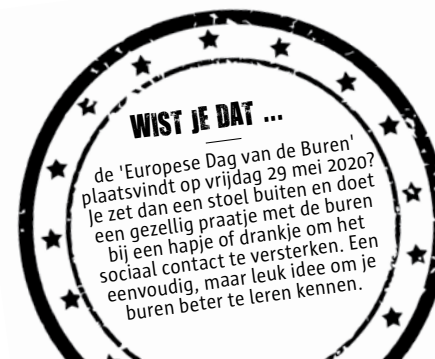 WIST JE DAT ...
de 'Europese Dag van de Buren'
plaatsvindt op vrijdag 29 mei 2020?
Je zet dan een stoel buiten en doet
een gezellig praatje met de buren
bij een hapje of drankje om het
sociaal contact te versterken. Een
eenvoudig, maar leuk idee om je
buren beter te leren kennen.